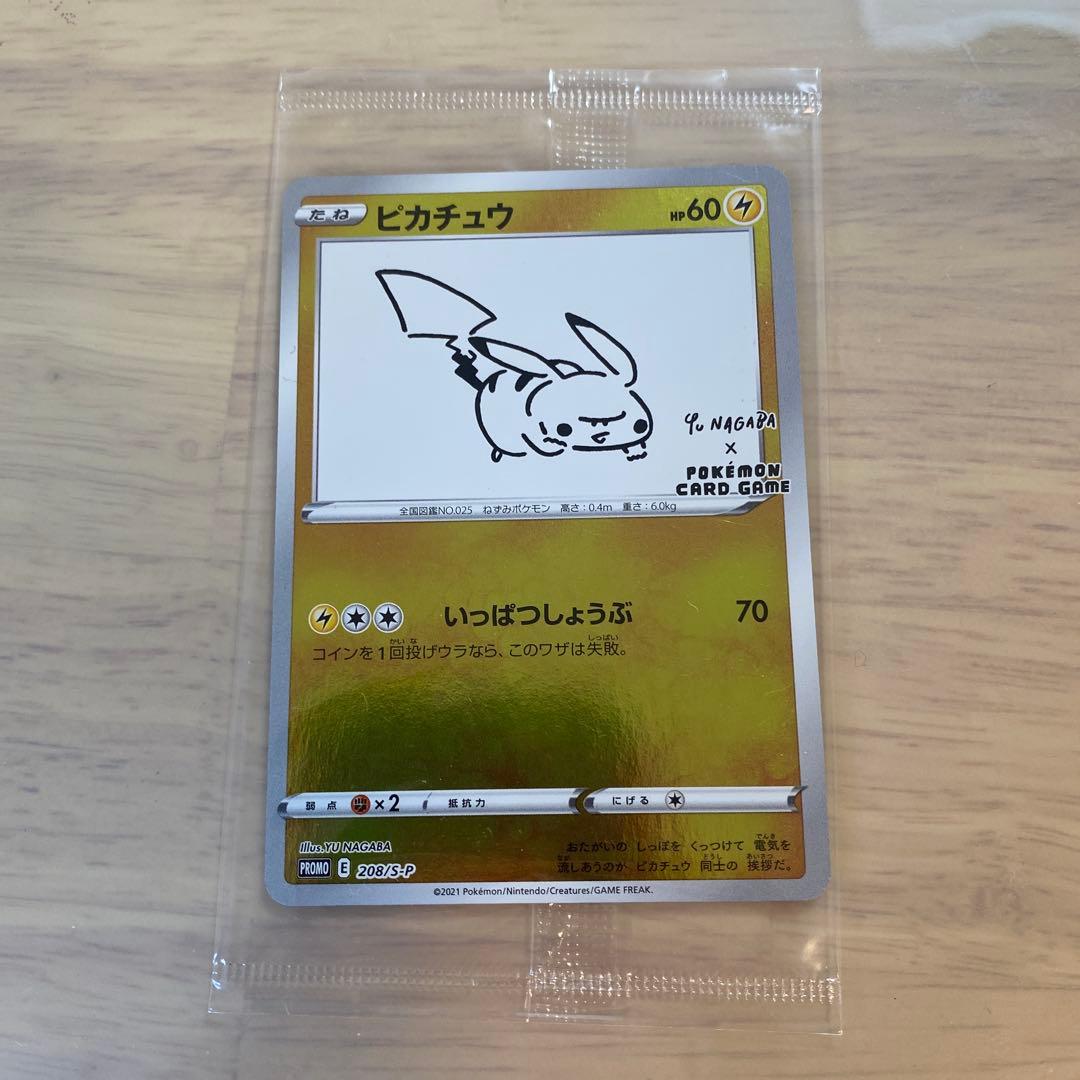 たね ピカチュウ HP60
Yu NAGABA
×
POKÉMON
CARD GAME
全国図鑑NO.025 ねずみポケモン 高さ：0.4m 重さ：6.0kg
いっぱつしょうぶ 70
コインを1回投げウラなら、このワザは失敗。
弱点 ×2 抵抗力 にげる
Illus.YU NAGABA
おたがいの しっぽを くっつけて 電気を
流しあうのが ピカチュウ 同士の 挨拶だ。
PROMO E 208/S-P
©2021 Pokémon/Nintendo/Creatures/GAME FREAK.